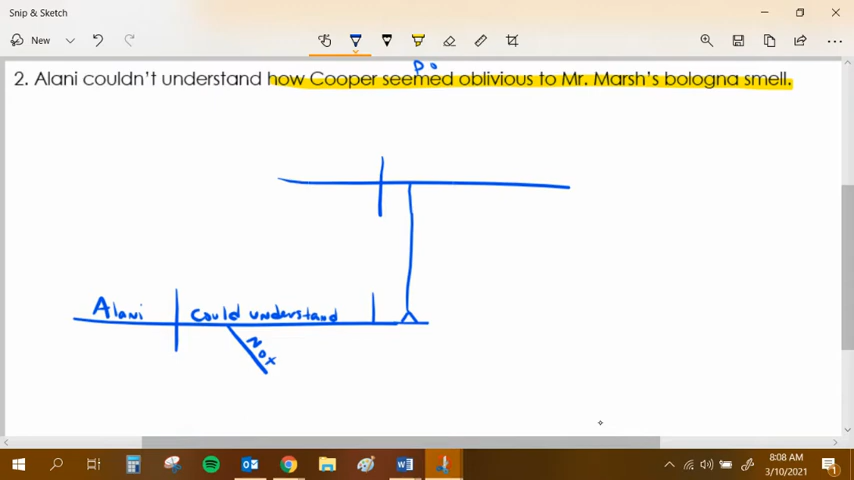 Snip & Sketch
New
DO
2. Alani couldn't understand how Cooper seemed oblivious to Mr. Marsh's bologna smell.
Alani could understand
Not
8:08 AM
3/10/2021